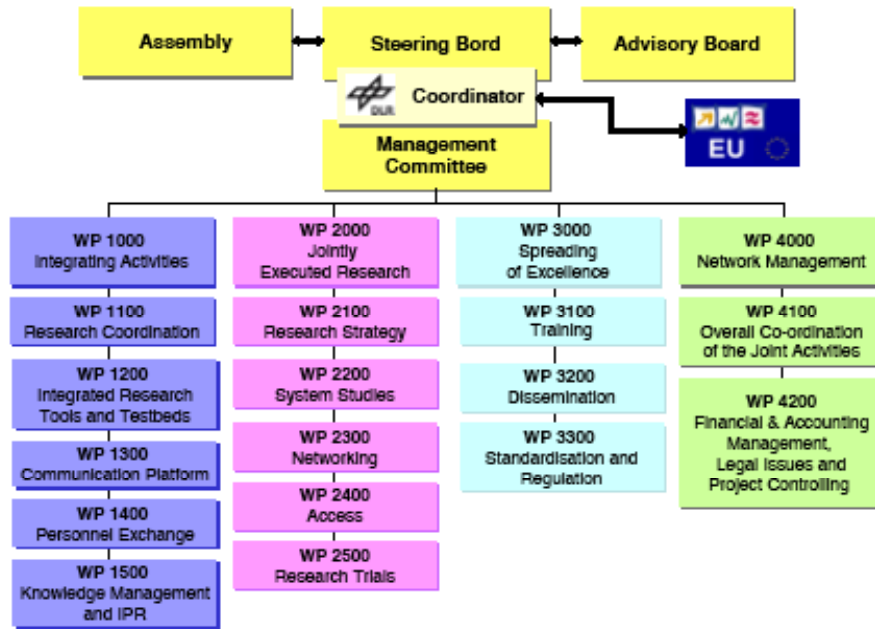 Assembly
Steering Bord
Advisory Board
DLR
Coordinator
EU
Management
Committee
WP 1000
Integrating Activities
WP 1100
Research Coordination
WP 1200
Integrated Research
Tools and Testbeds
WP 1300
Communication Platform
WP 1400
Personnel Exchange
WP 1500
Knowledge Management
and IPR
WP 2000
Jointly
Executed Research
WP 2100
Research Strategy
WP 2200
System Studies
WP 2300
Networking
WP 2400
Access
WP 2500
Research Trials
WP 3000
Spreading
of Excellence
WP 3100
Training
WP 3200
Dissemination
WP 3300
Standardisation and
Regulation
WP 4000
Network Management
WP 4100
Overall Co-ordination
of the Joint Activities
WP 4200
Financial & Accounting
Management,
Legal Issues and
Project Controlling